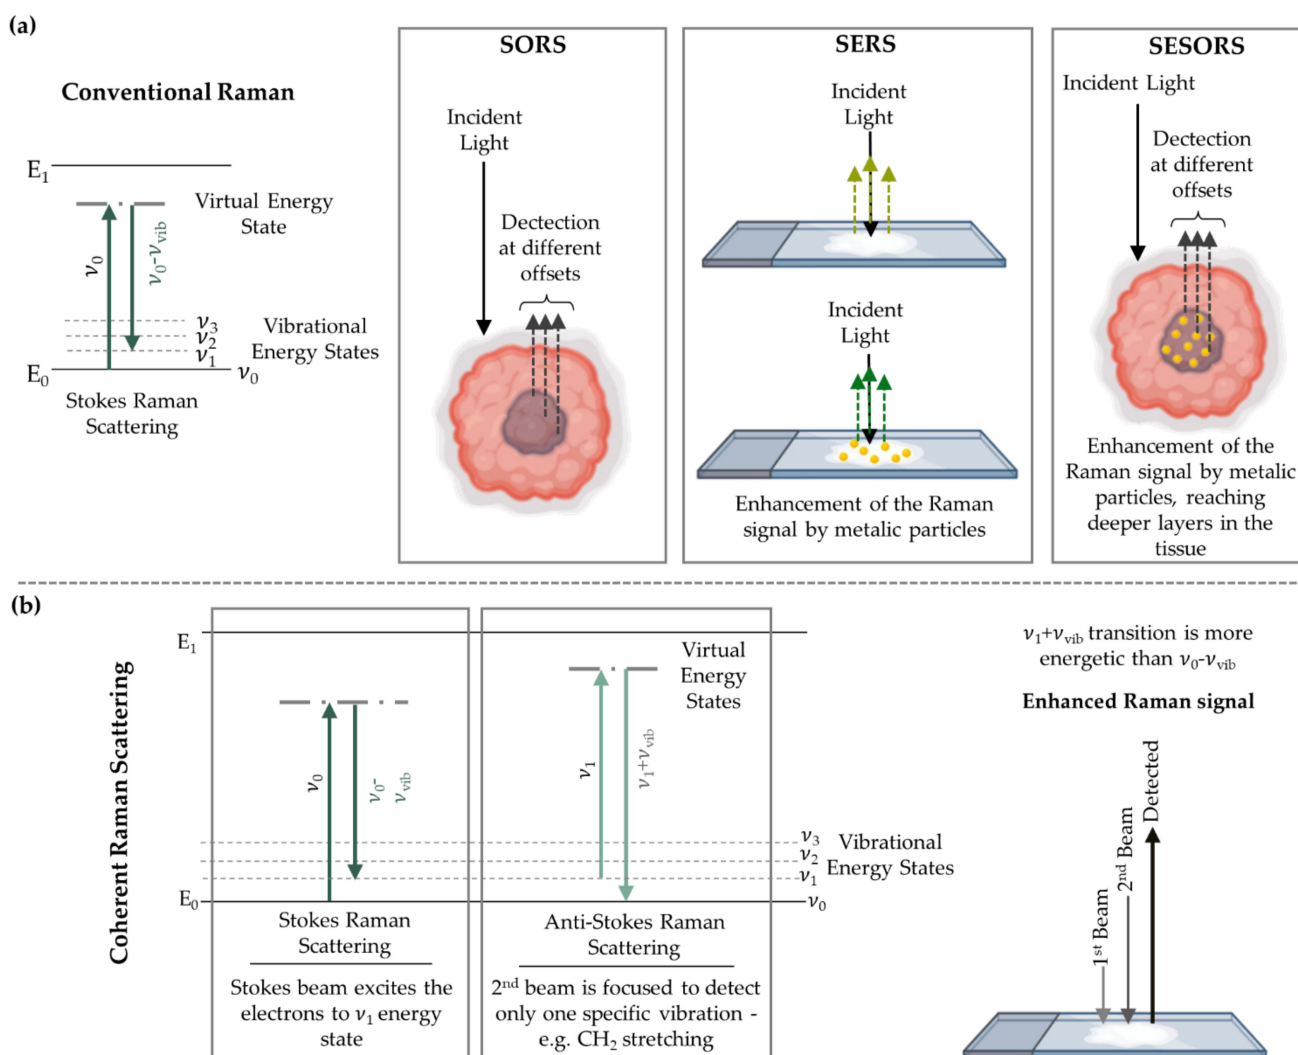 (a)
Conventional Raman
E1
Virtual Energy
State
ν0
ν0-νvib
ν3
ν2
ν1
Vibrational
Energy States
E0
ν0
Stokes Raman
Scattering
SORS
Incident
Light
Dectection
at different
offsets
SERS
Incident
Light
Incident
Light
Enhancement of the Raman
signal by metalic particles
SESORS
Incident Light
Dectection
at different
offsets
Enhancement of the
Raman signal by metalic
particles, reaching
deeper layers in the
tissue
(b)
Coherent Raman Scattering
E1
ν0
ν0-
νvib
E0
Stokes Raman
Scattering
Stokes beam excites the
electrons to ν1 energy
state
Virtual
Energy
States
ν1
ν1+νvib
ν3
ν2
ν1
ν0
Vibrational
Energy States
Anti-Stokes Raman
Scattering
2nd beam is focused to detect
only one specific vibration -
e.g. CH2 stretching
ν1+νvib transition is more
energetic than ν0-νvib
Enhanced Raman signal
1st Beam
2nd Beam
Detected